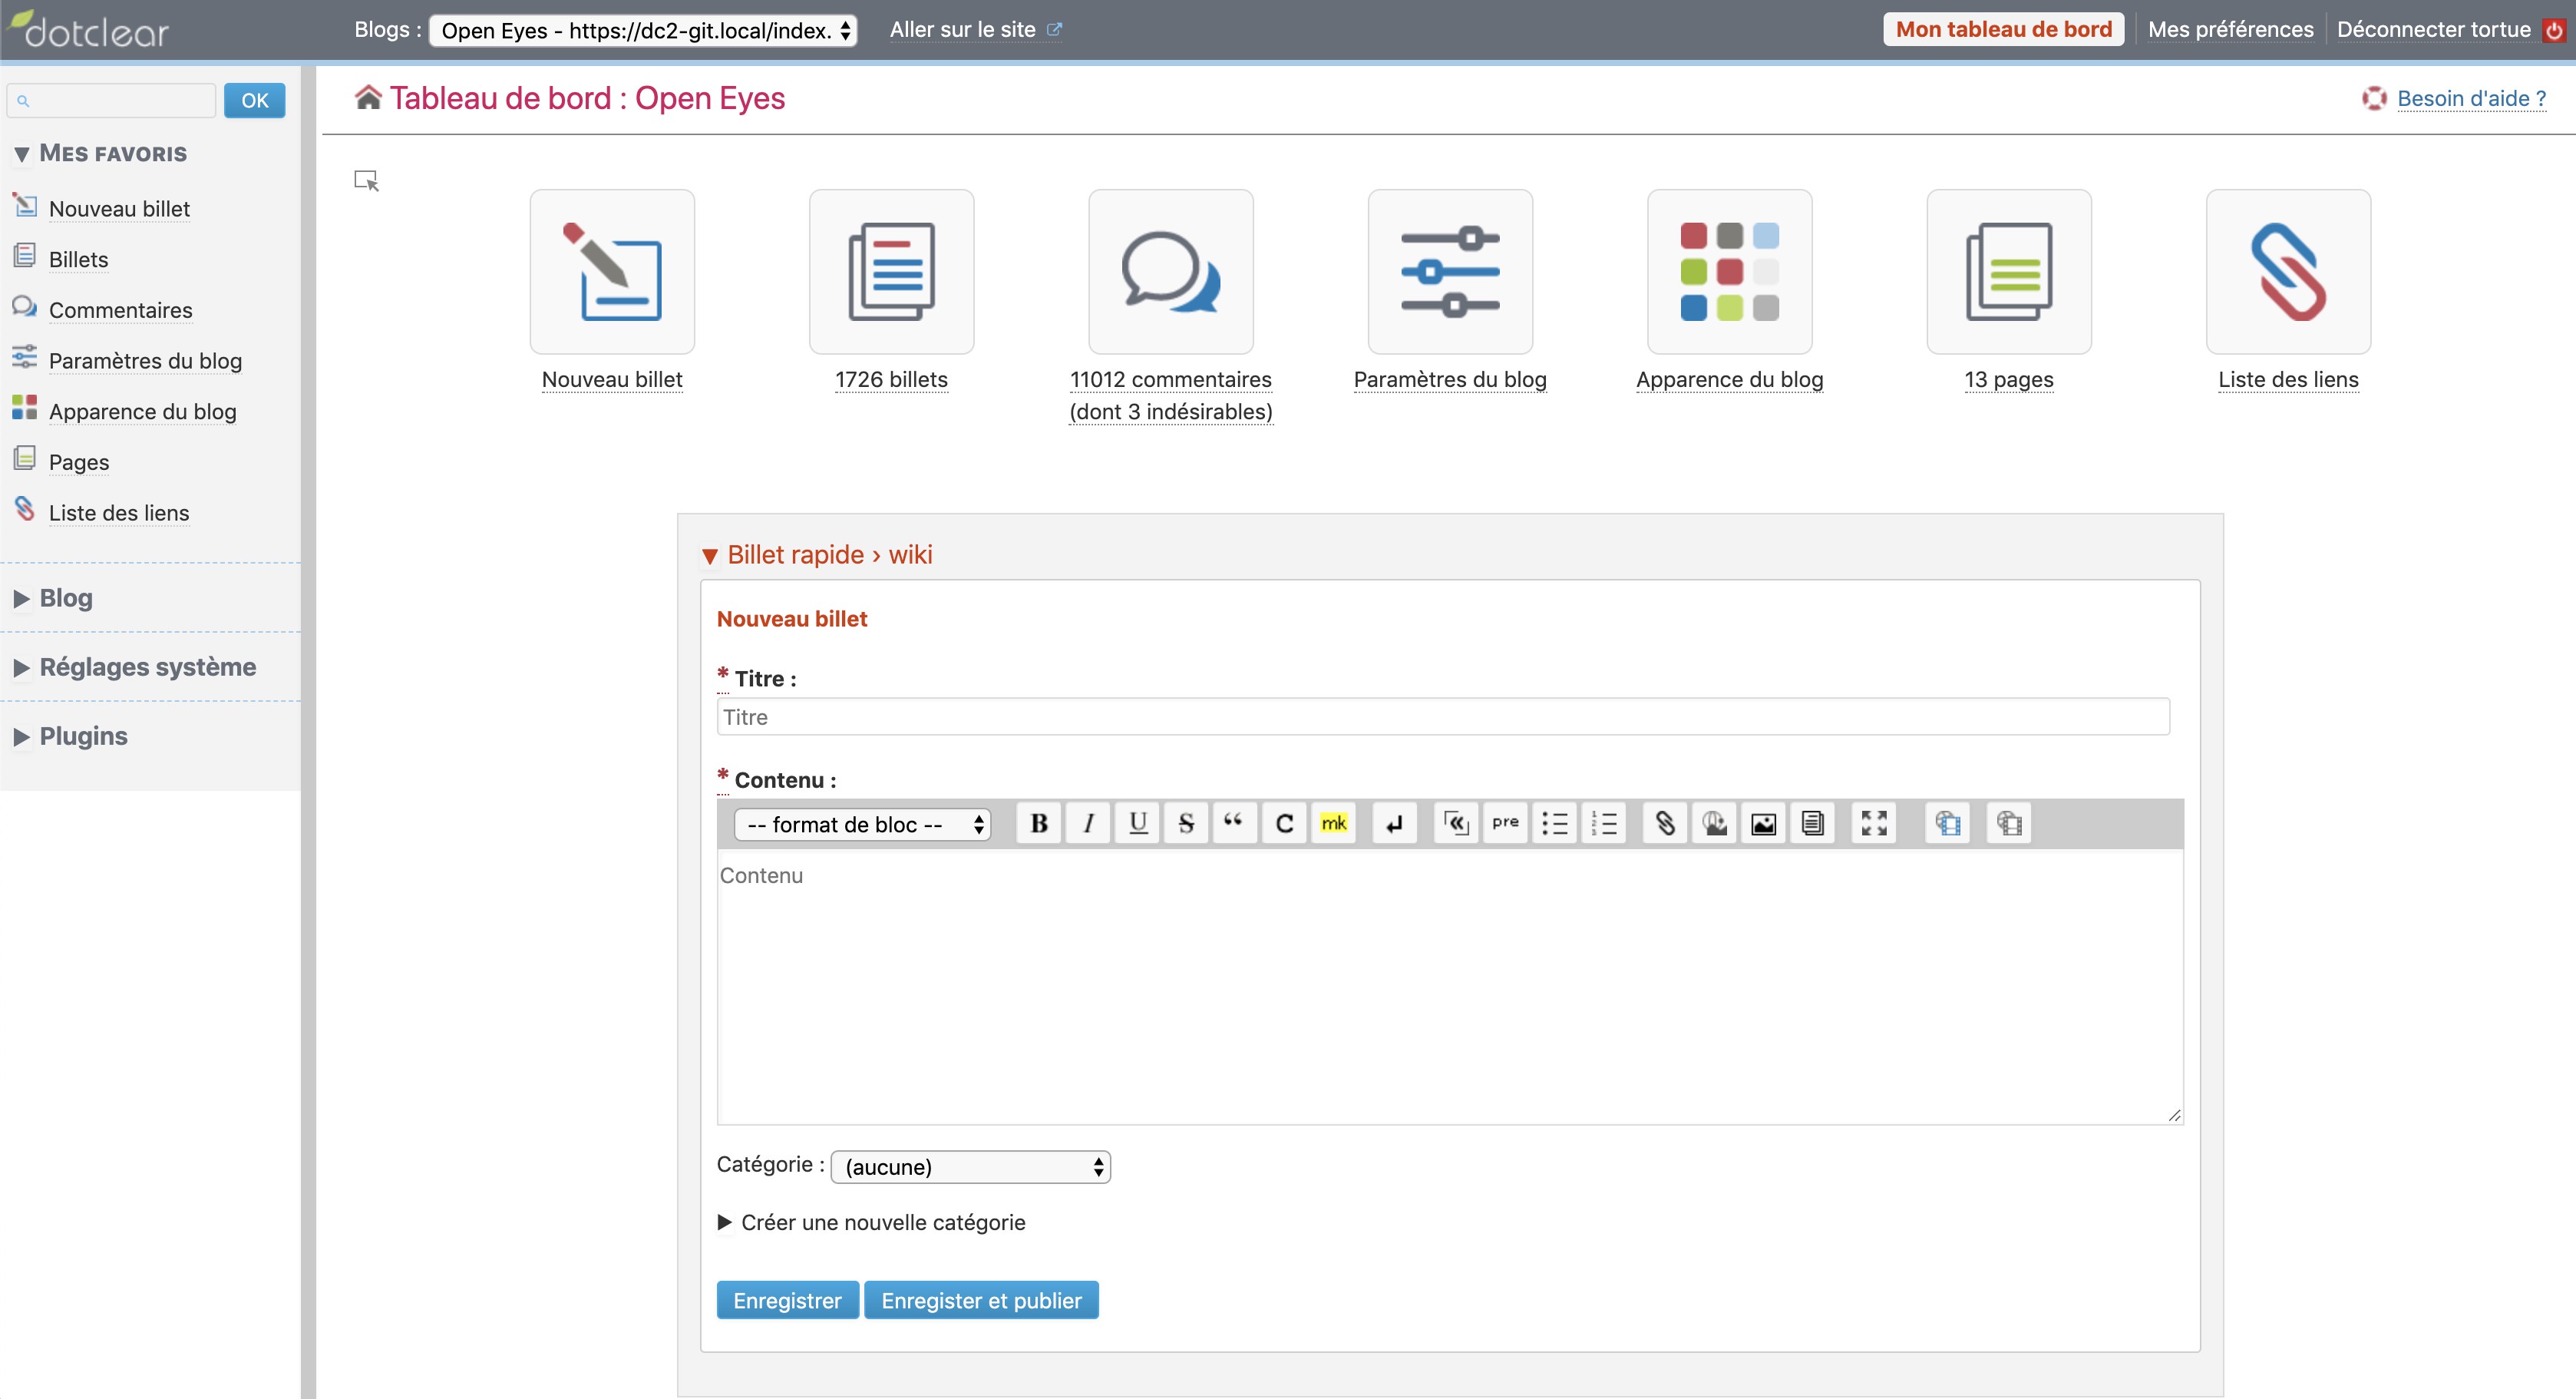 dotclear
Blogs : Open Eyes - https://dc2-git.local/index. Aller sur le site Mon tableau de bord Mes préférences Déconnecter tortue
OK
Tableau de bord : Open Eyes
Besoin d'aide ?
Mes favoris
Nouveau billet
Billets
Commentaires
Paramètres du blog
Apparence du blog
Pages
Liste des liens
Blog
Réglages système
Plugins
Nouveau billet
1726 billets
11012 commentaires
(dont 3 indésirables)
Paramètres du blog
Apparence du blog
13 pages
Liste des liens
Billet rapide › wiki
Nouveau billet
* Titre :
Titre
* Contenu :
-- format de bloc -- B I U S “ C mk pre
Contenu
Catégorie : (aucune)
Créer une nouvelle catégorie
Enregistrer Enregister et publier